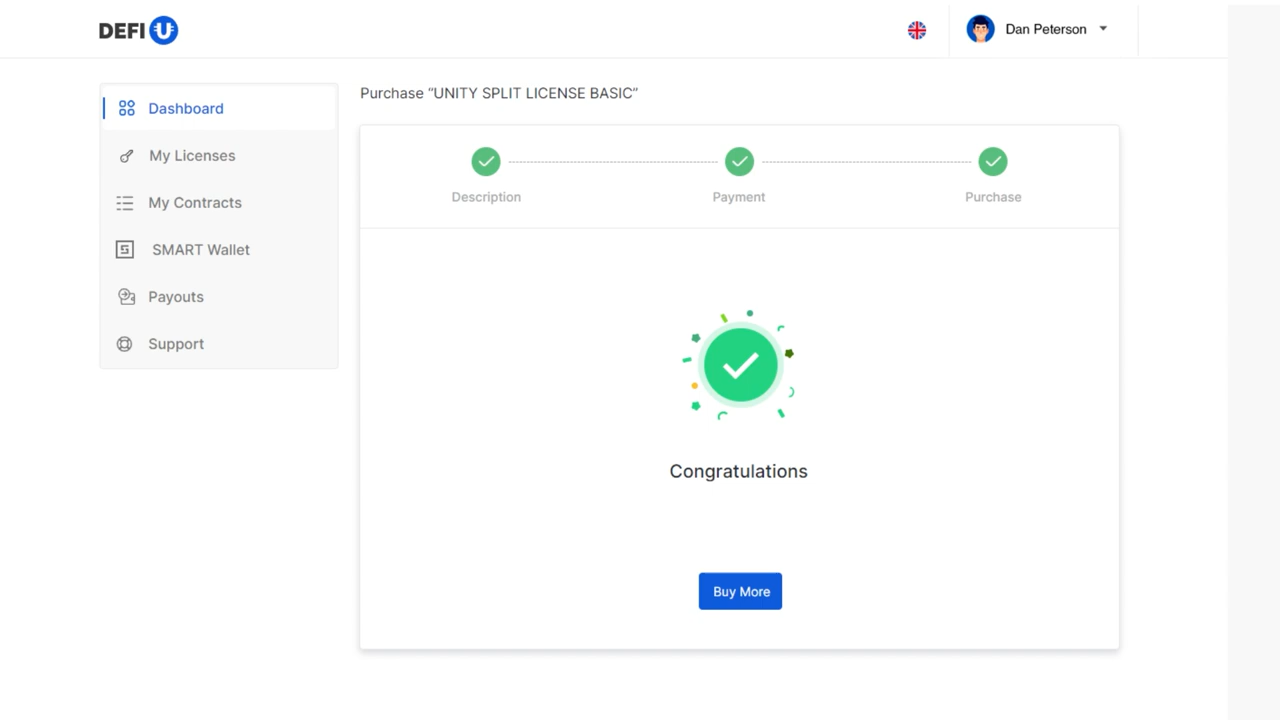 DEFI U
Dan Peterson
Dashboard
My Licenses
My Contracts
SMART Wallet
Payouts
Support
Purchase “UNITY SPLIT LICENSE BASIC”
Description
Payment
Purchase
Congratulations
Buy More